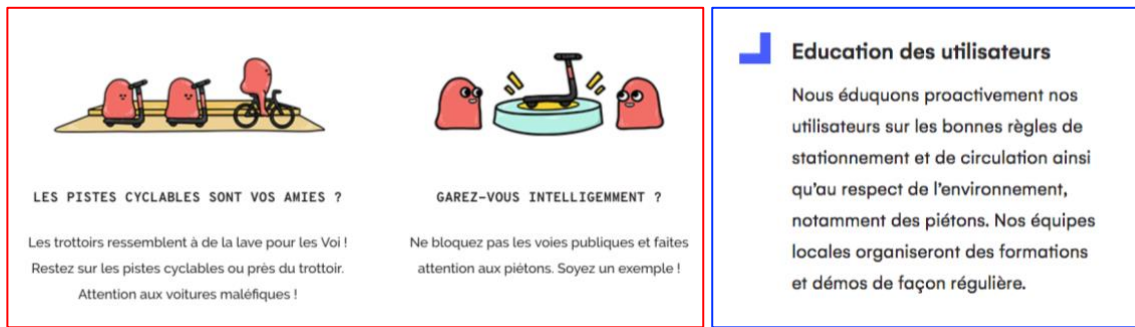 LES PISTES CYCLABLES SONT VOS AMIES ?
Les trottoirs ressemblent à de la lave pour les Voi !
Restez sur les pistes cyclables ou près du trottoir.
Attention aux voitures maléfiques !
GAREZ-VOUS INTELLIGEMMENT ?
Ne bloquez pas les voies publiques et faites
attention aux piétons. Soyez un exemple !
Education des utilisateurs
Nous éduquons proactivement nos
utilisateurs sur les bonnes règles de
stationnement et de circulation ainsi
qu'au respect de l'environnement,
notamment des piétons. Nos équipes
locales organiseront des formations
et démos de façon régulière.